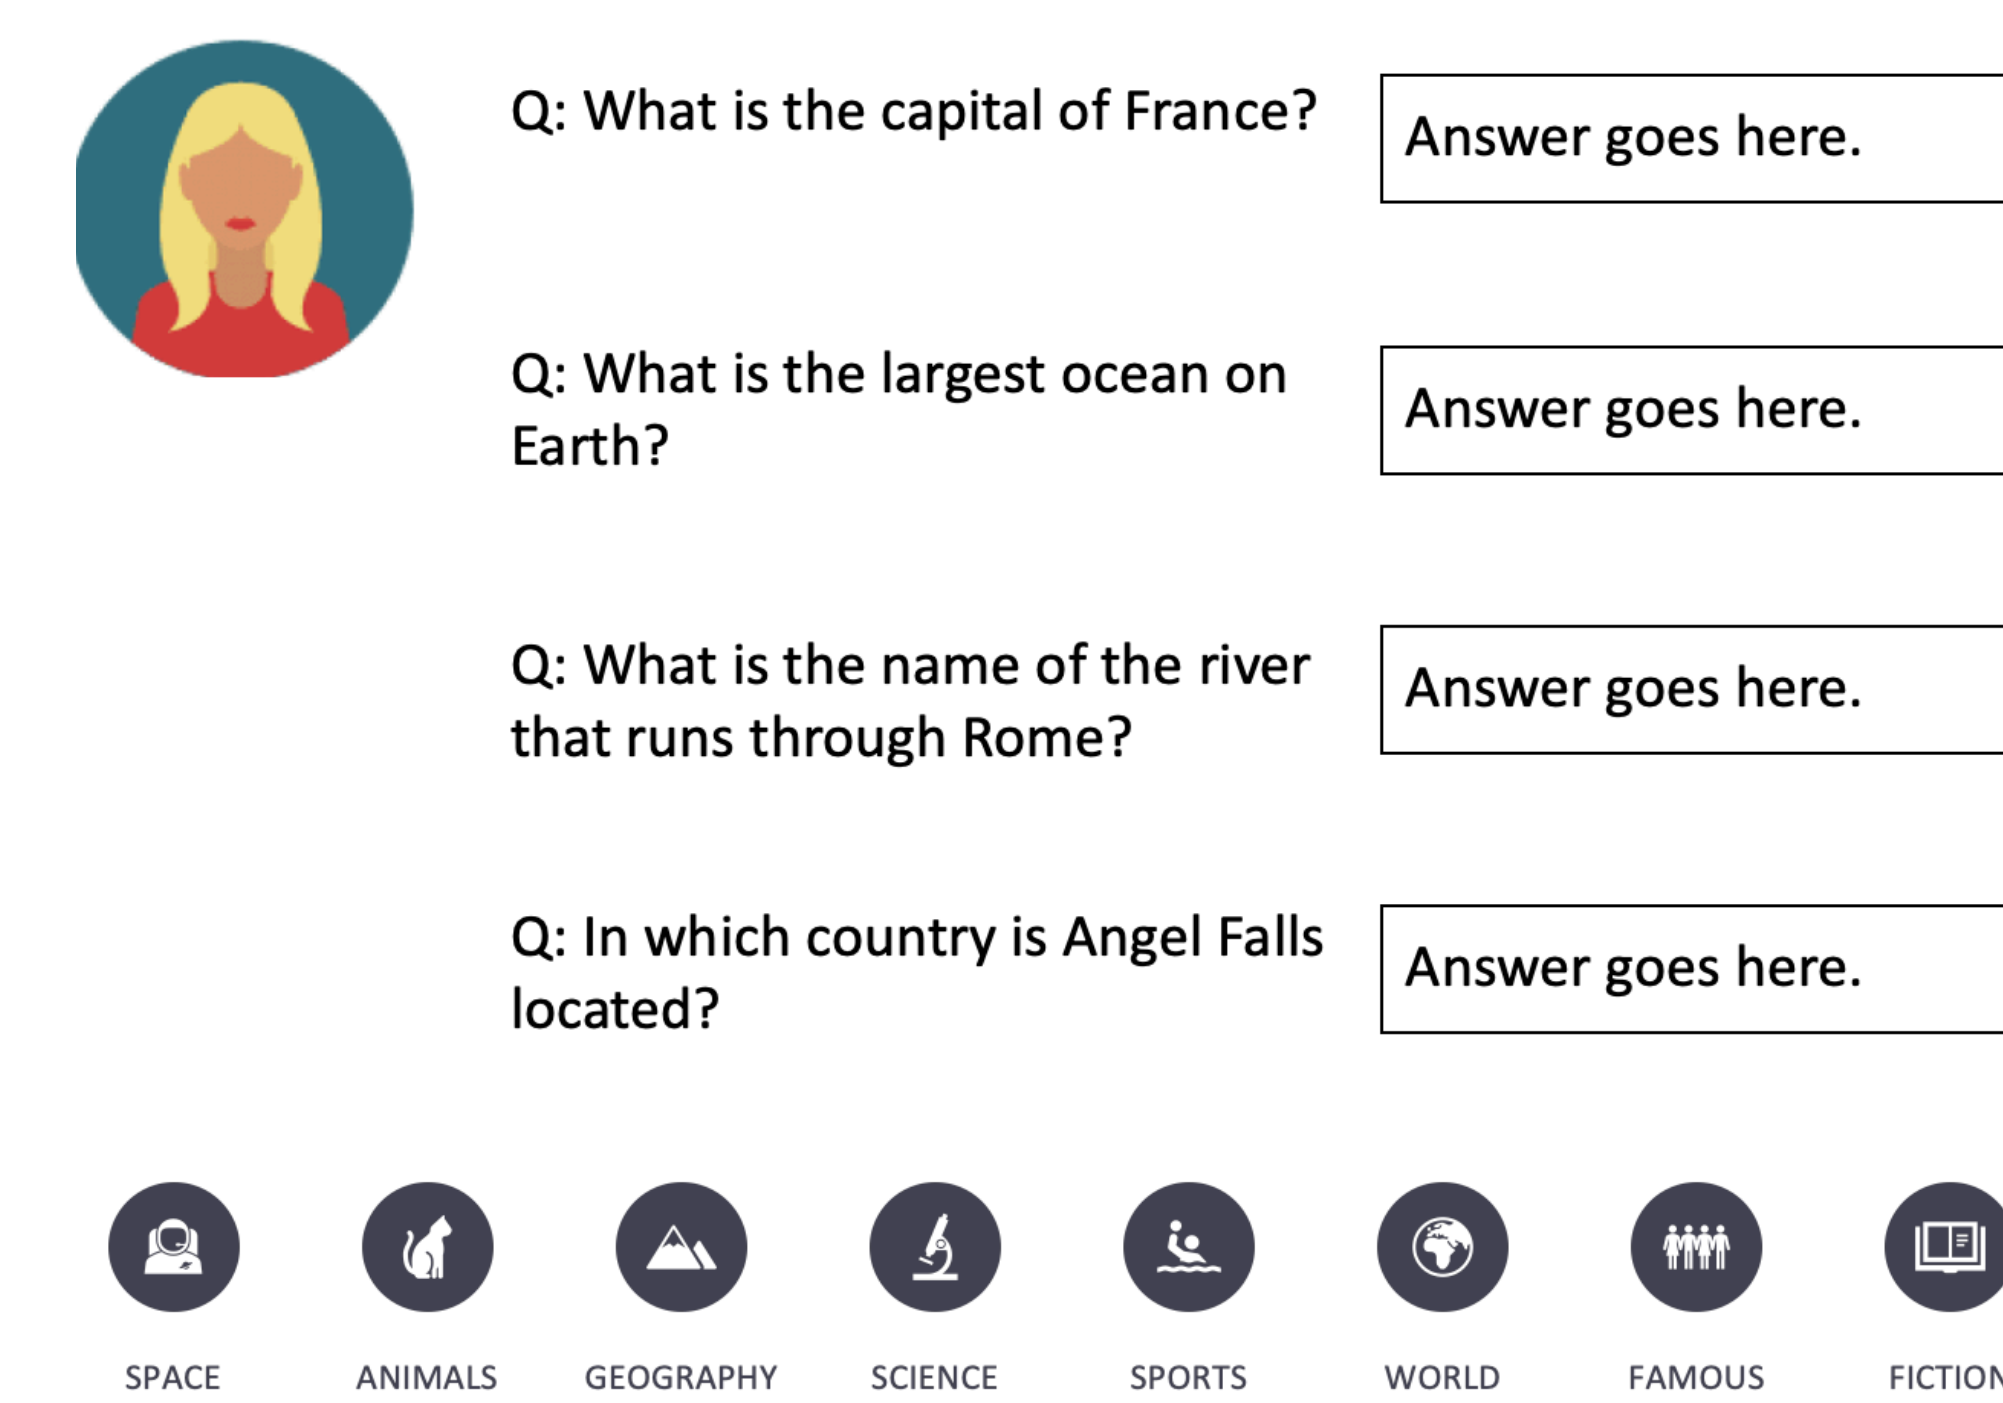 Q: What is the capital of France?
Answer goes here.
Q: What is the largest ocean on
Earth?
Answer goes here.
Q: What is the name of the river
that runs through Rome?
Answer goes here.
Q: In which country is Angel Falls
located?
Answer goes here.
SPACE
ANIMALS
GEOGRAPHY
SCIENCE
SPORTS
WORLD
FAMOUS
FICTION